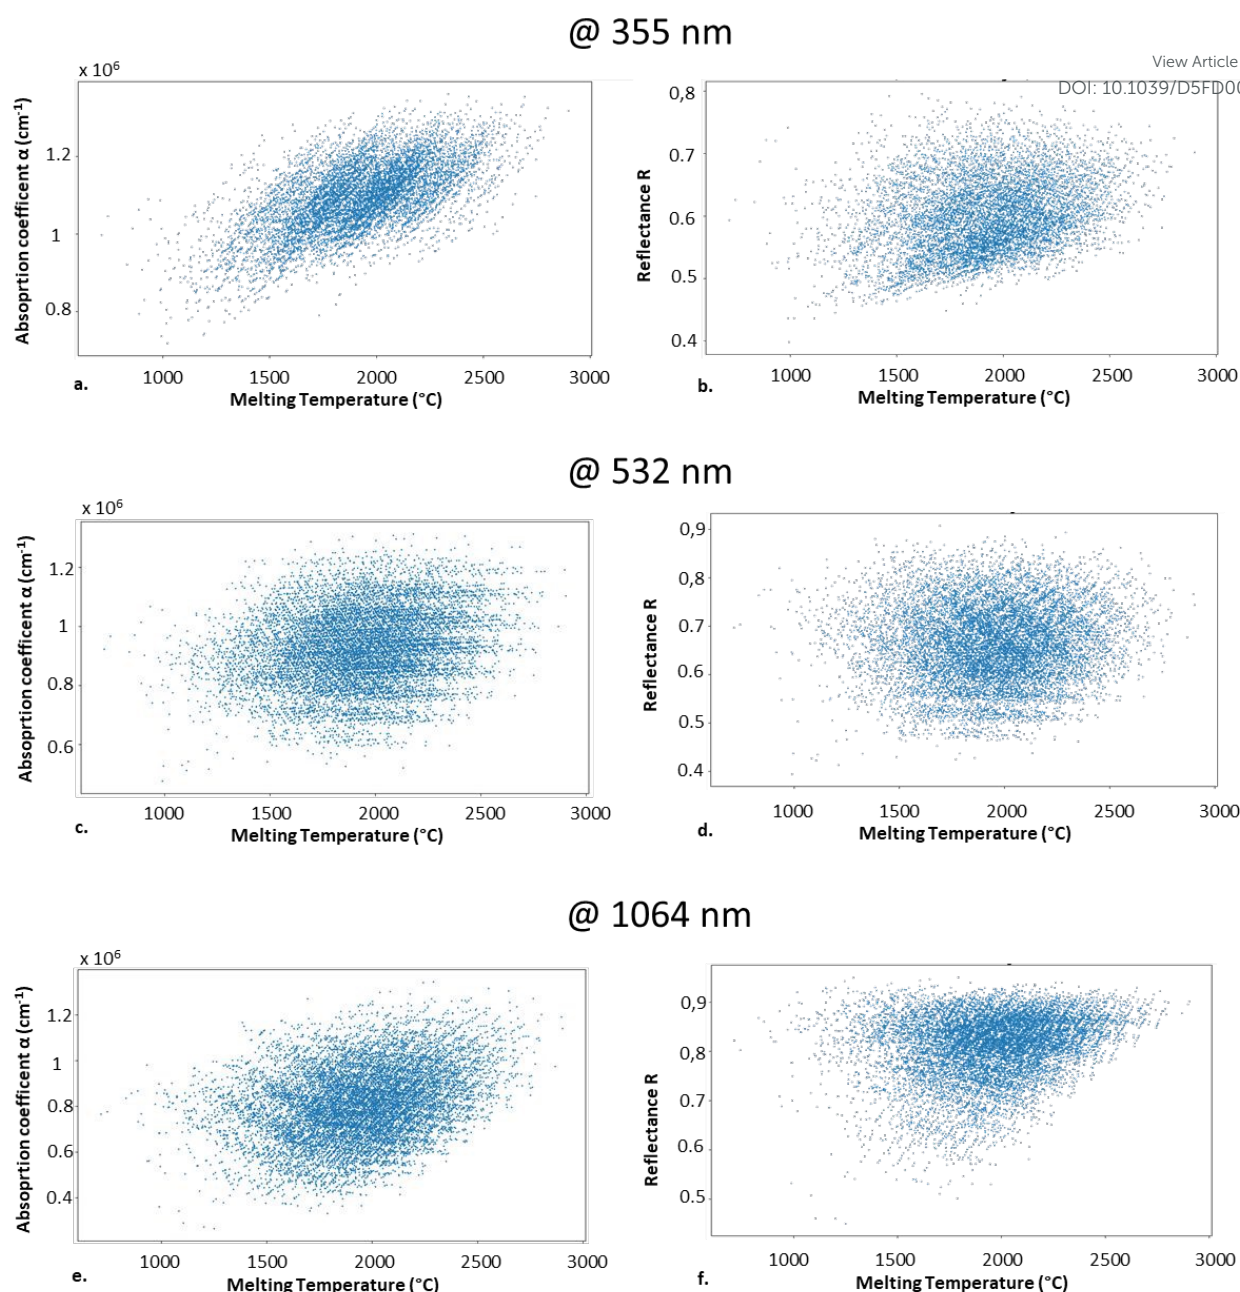 @ 355 nm
View Article
DOI: 10.1039/D5FD00
x 10⁶
Absoprtion coefficent α (cm⁻¹)
1.2
1
0.8
1000 1500 2000 2500 3000
a.
Melting Temperature (°C)
Reflectance R
0,8
0.7
0.6
0.5
0.4
1000 1500 2000 2500 3000
b.
Melting Temperature (°C)
@ 532 nm
x 10⁶
Absoprtion coefficent α (cm⁻¹)
1.2
1
0.8
0.6
1000 1500 2000 2500 3000
c.
Melting Temperature (°C)
Reflectance R
0,9
0,8
0.7
0.6
0.5
0.4
1000 1500 2000 2500 3000
d.
Melting Temperature (°C)
@ 1064 nm
x 10⁶
Absoprtion coefficent α (cm⁻¹)
1.2
1
0.8
0.6
0.4
1000 1500 2000 2500 3000
e.
Melting Temperature (°C)
Reflectance R
0,9
0,8
0.7
0.6
0.5
1000 1500 2000 2500 3000
f.
Melting Temperature (°C)